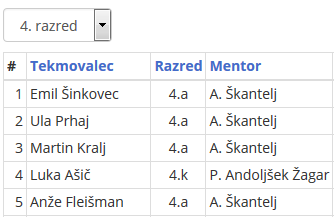 4. razred
# Tekmovalec Razred Mentor
1 Emil Šinkovec 4.a A. Škantelj
2 Ula Prhaj 4.a A. Škantelj
3 Martin Kralj 4.a A. Škantelj
4 Luka Ašič 4.k P. Andoljšek Žagar
5 Anže Fleišman 4.a A. Škantelj